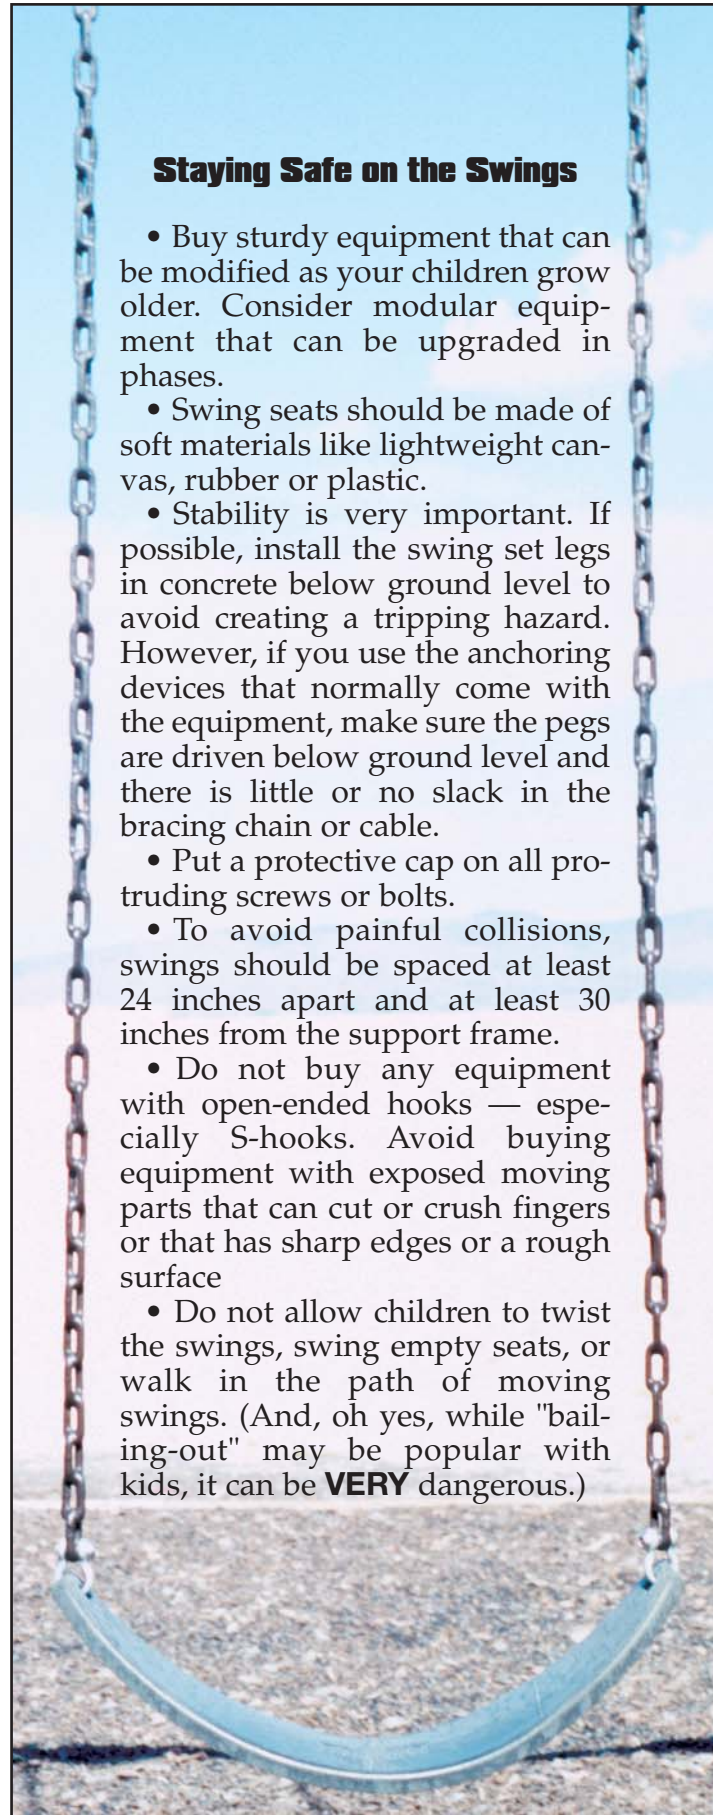 Staying Safe on the Swings
• Buy sturdy equipment that can
be modified as your children grow
older. Consider modular equip-
ment that can be upgraded in
phases.
• Swing seats should be made of
soft materials like lightweight can-
vas, rubber or plastic.
• Stability is very important. If
possible, install the swing set legs
in concrete below ground level to
avoid creating a tripping hazard.
However, if you use the anchoring
devices that normally come with
the equipment, make sure the pegs
are driven below ground level and
there is little or no slack in the
bracing chain or cable.
• Put a protective cap on all pro-
truding screws or bolts.
• To avoid painful collisions,
swings should be spaced at least
24 inches apart and at least 30
inches from the support frame.
• Do not buy any equipment
with open-ended hooks — espe-
cially S-hooks. Avoid buying
equipment with exposed moving
parts that can cut or crush fingers
or that has sharp edges or a rough
surface
• Do not allow children to twist
the swings, swing empty seats, or
walk in the path of moving
swings. (And, oh yes, while "bail-
ing-out" may be popular with
kids, it can be VERY dangerous.)